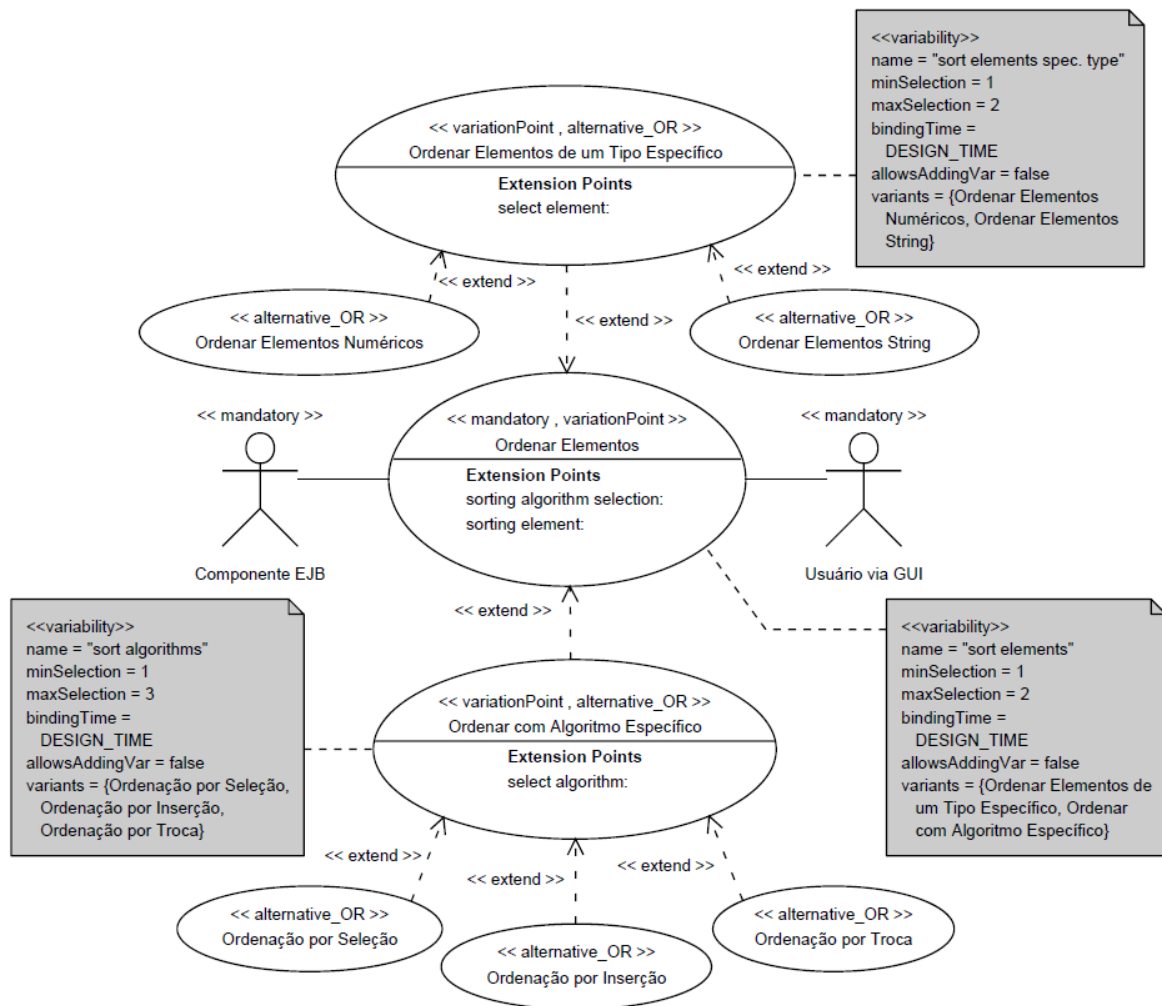 <<variability>>
name = "sort elements spec. type"
minSelection = 1
maxSelection = 2
bindingTime =
DESIGN_TIME
allowsAddingVar = false
variants = {Ordenar Elementos
Numéricos, Ordenar Elementos
String}
<< variationPoint , alternative_OR >>
Ordenar Elementos de um Tipo Específico
Extension Points
select element:
<< extend >>
<< extend >>
<< extend >>
<< alternative_OR >>
Ordenar Elementos Numéricos
<< alternative_OR >>
Ordenar Elementos String
<< mandatory >>
Componente EJB
<< mandatory , variationPoint >>
Ordenar Elementos
Extension Points
sorting algorithm selection:
sorting element:
<< mandatory >>
Usuário via GUI
<< extend >>
<<variability>>
name = "sort algorithms"
minSelection = 1
maxSelection = 3
bindingTime =
DESIGN_TIME
allowsAddingVar = false
variants = {Ordenação por Seleção,
Ordenação por Inserção,
Ordenação por Troca}
<< variationPoint , alternative_OR >>
Ordenar com Algoritmo Específico
Extension Points
select algorithm:
<<variability>>
name = "sort elements"
minSelection = 1
maxSelection = 2
bindingTime =
DESIGN_TIME
allowsAddingVar = false
variants = {Ordenar Elementos de
um Tipo Específico, Ordenar
com Algoritmo Específico}
<< extend >>
<< extend >>
<< extend >>
<< alternative_OR >>
Ordenação por Seleção
<< alternative_OR >>
Ordenação por Inserção
<< alternative_OR >>
Ordenação por Troca